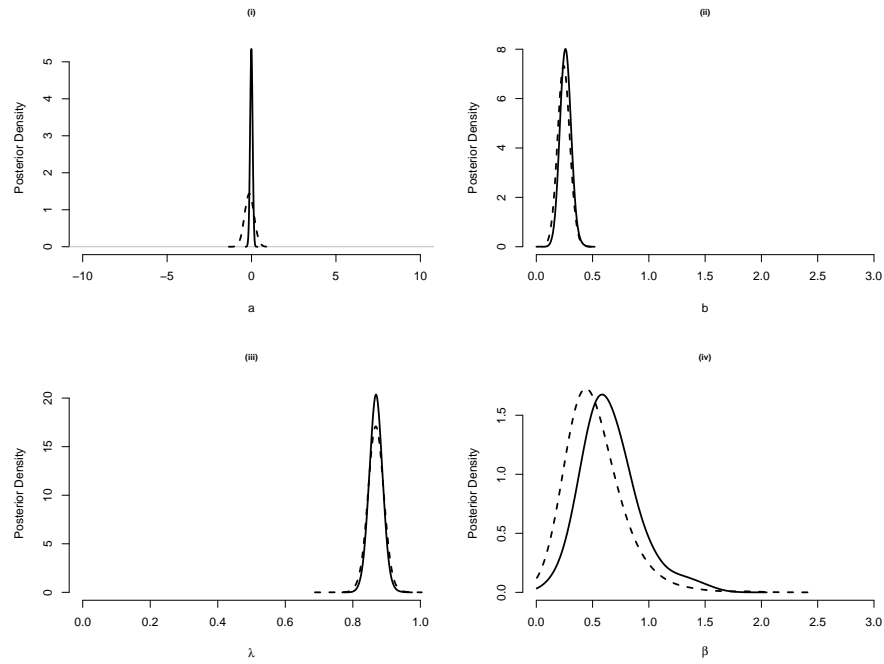 (i)
Posterior Density
0 1 2 3 4 5
−10 −5 0 5 10
a
(ii)
Posterior Density
0 2 4 6 8
0.0 0.5 1.0 1.5 2.0 2.5 3.0
b
(iii)
Posterior Density
0 5 10 15 20
0.0 0.2 0.4 0.6 0.8 1.0
λ
(iv)
Posterior Density
0.0 0.5 1.0 1.5
0.0 0.5 1.0 1.5 2.0 2.5 3.0
β